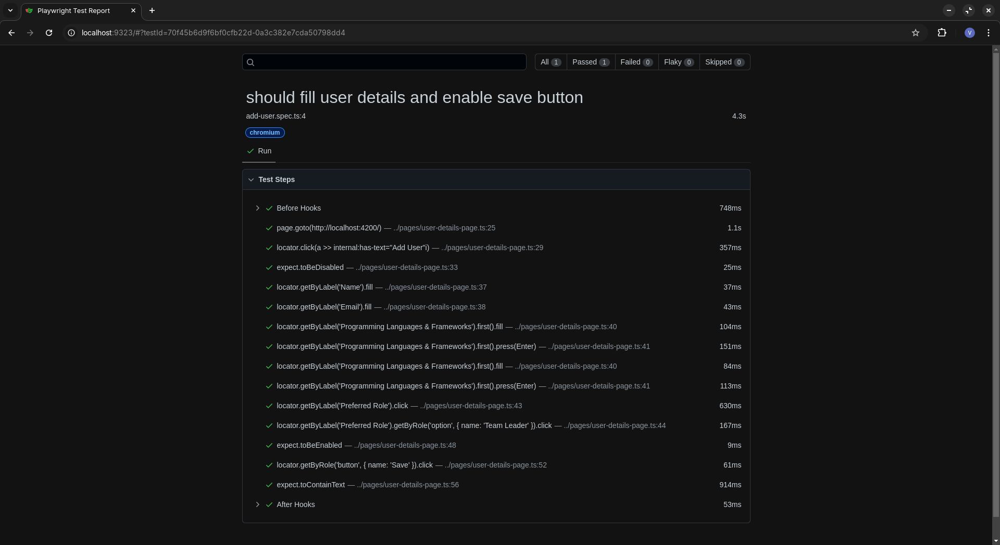 Playwright Test Report
localhost:9323/#?testId=70f45b6d9f6bf0cfb22d-0a3c382e7cda50798dd4
V
All 1 Passed 1 Failed 0 Flaky 0 Skipped 0
should fill user details and enable save button
add-user.spec.ts:4 4.3s
chromium
Run
Test Steps
Before Hooks 748ms
page.goto(http://localhost:4200/) — ../pages/user-details-page.ts:25 1.1s
locator.click(a >> internal:has-text="Add User"i) — ../pages/user-details-page.ts:29 357ms
expect.toBeDisabled — ../pages/user-details-page.ts:33 25ms
locator.getByLabel('Name').fill — ../pages/user-details-page.ts:37 37ms
locator.getByLabel('Email').fill — ../pages/user-details-page.ts:38 43ms
locator.getByLabel('Programming Languages & Frameworks').first().fill — ../pages/user-details-page.ts:40 104ms
locator.getByLabel('Programming Languages & Frameworks').first().press(Enter) — ../pages/user-details-page.ts:41 151ms
locator.getByLabel('Programming Languages & Frameworks').first().fill — ../pages/user-details-page.ts:40 84ms
locator.getByLabel('Programming Languages & Frameworks').first().press(Enter) — ../pages/user-details-page.ts:41 113ms
locator.getByLabel('Preferred Role').click — ../pages/user-details-page.ts:43 630ms
locator.getByLabel('Preferred Role').getByRole('option', { name: 'Team Leader' }).click — ../pages/user-details-page.ts:44 167ms
expect.toBeEnabled — ../pages/user-details-page.ts:48 9ms
locator.getByRole('button', { name: 'Save' }).click — ../pages/user-details-page.ts:52 61ms
expect.toContainText — ../pages/user-details-page.ts:56 914ms
After Hooks 53ms